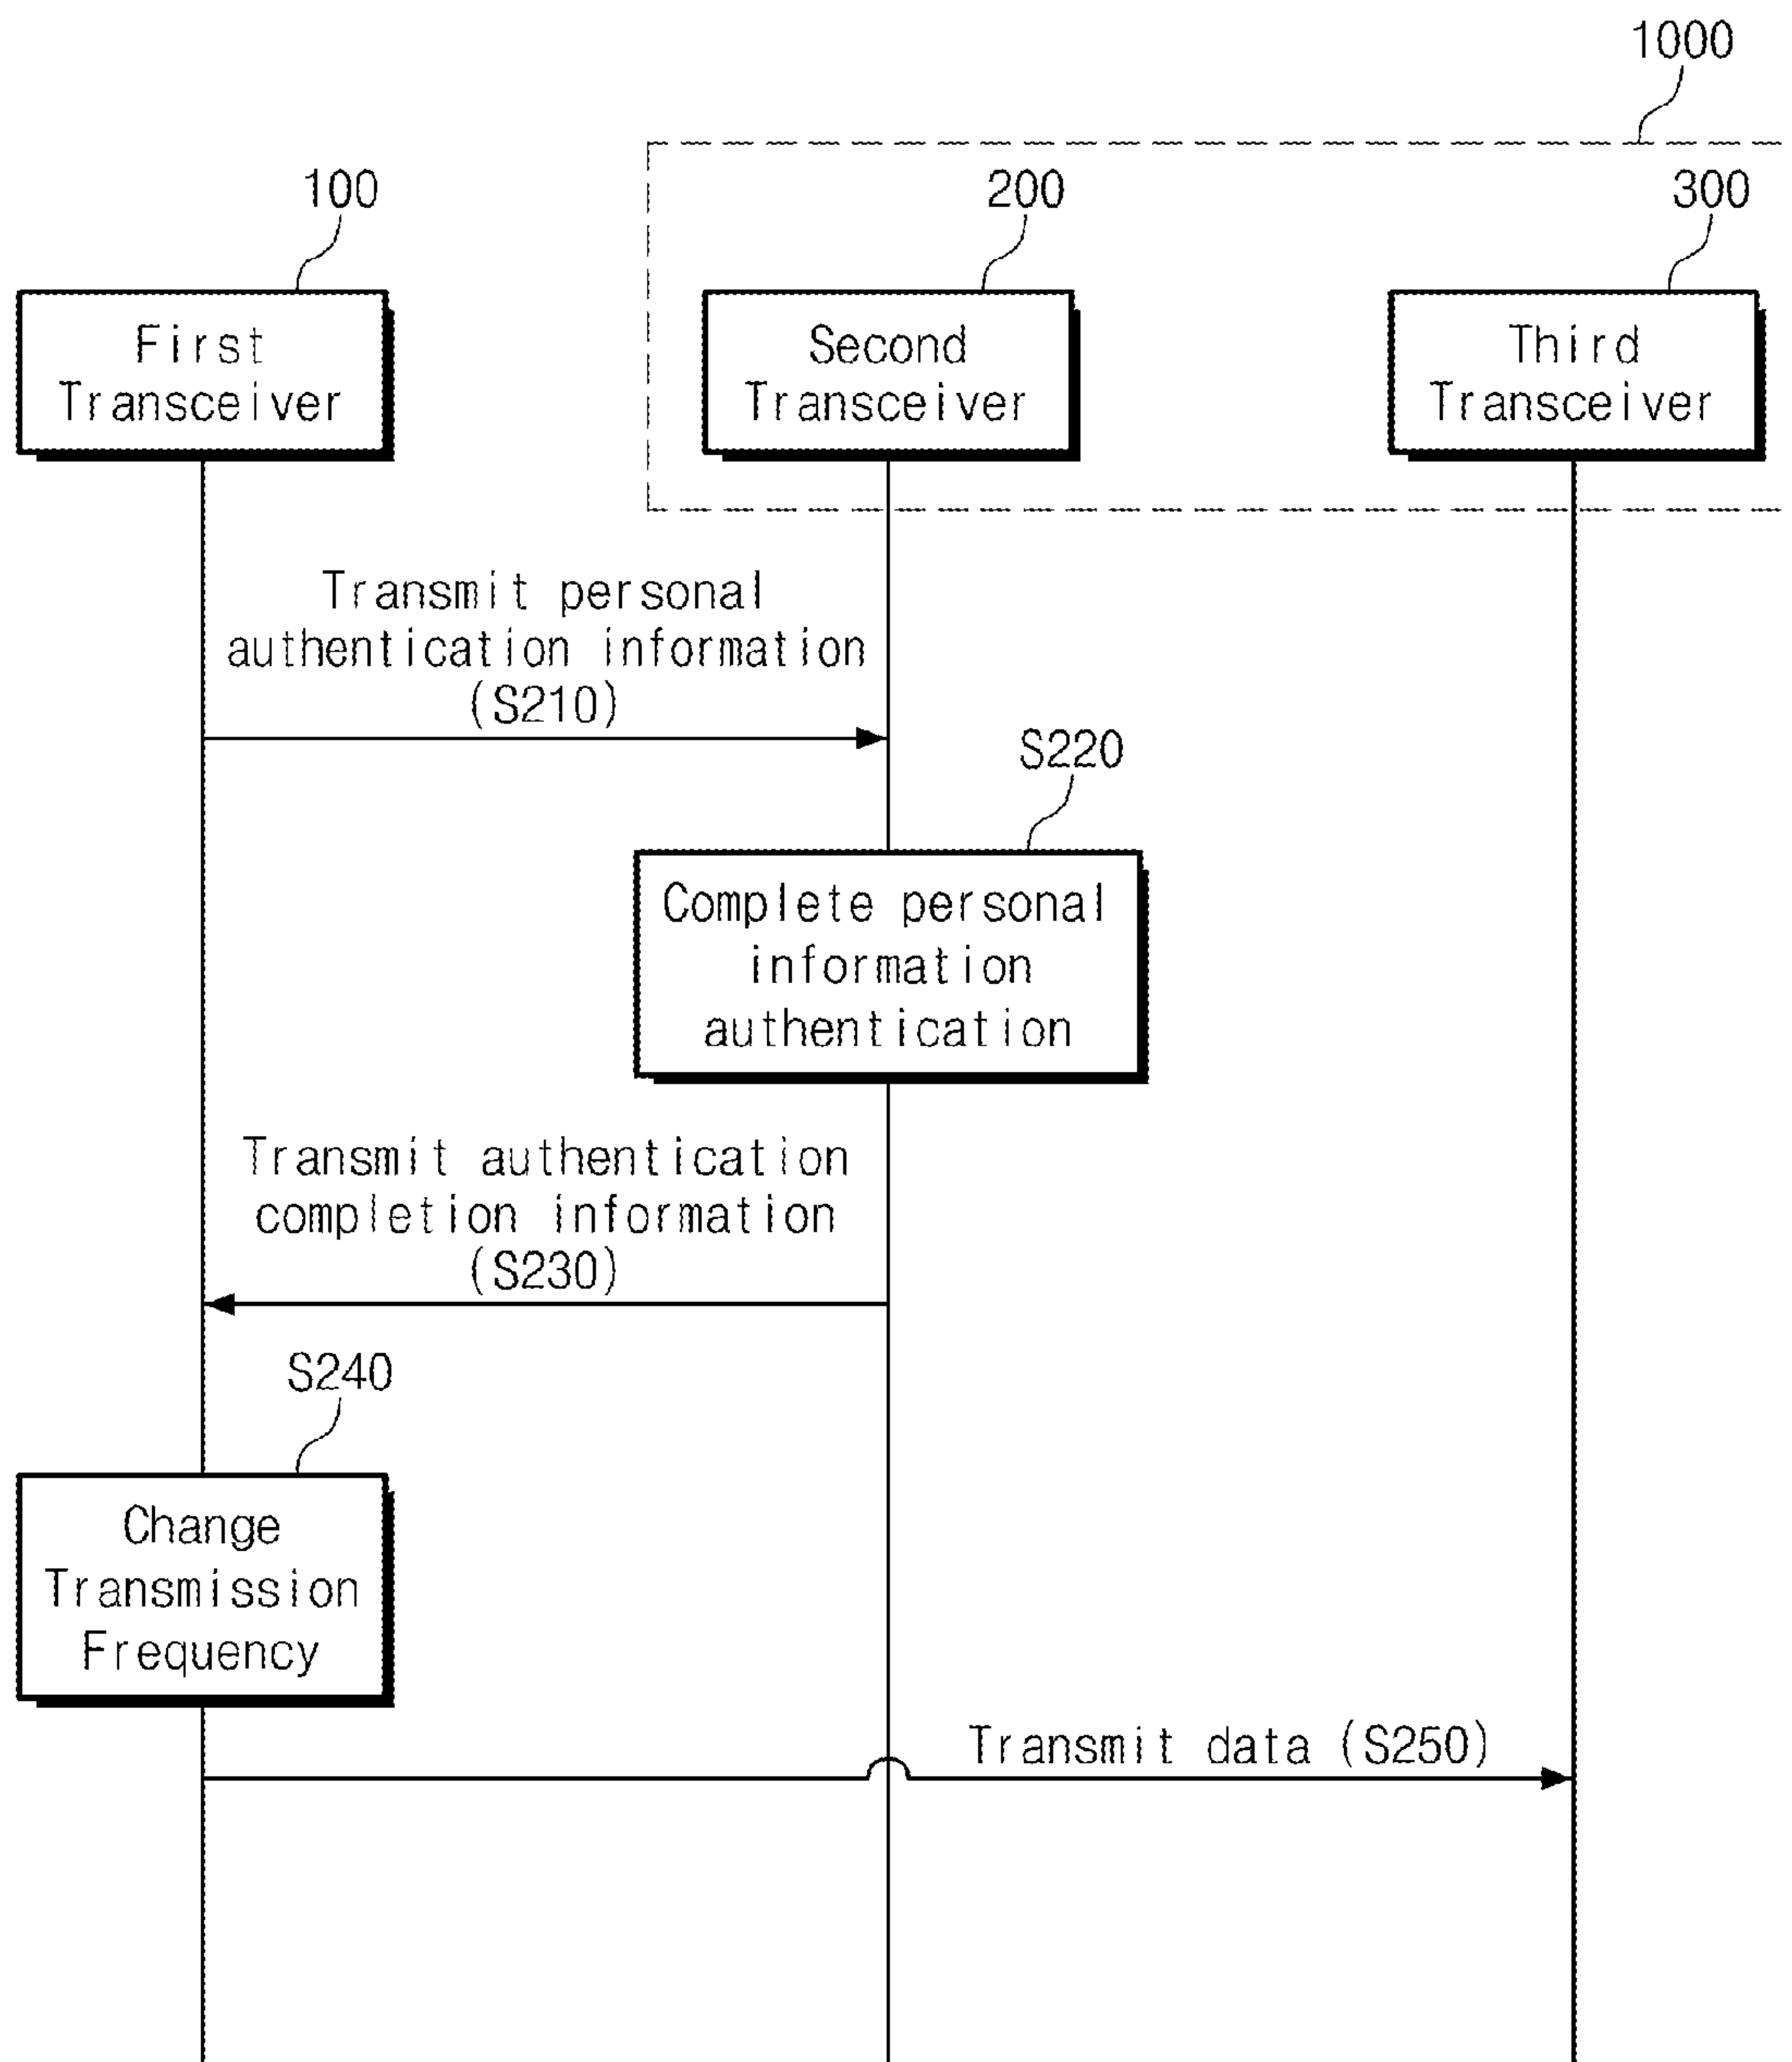 1000
100
200
300
First
Transceiver
Second
Transceiver
Third
Transceiver
Transmit personal
authentication information
(S210)
S220
Complete personal
information
authentication
Transmit authentication
completion information
(S230)
S240
Change
Transmission
Frequency
Transmit data (S250)